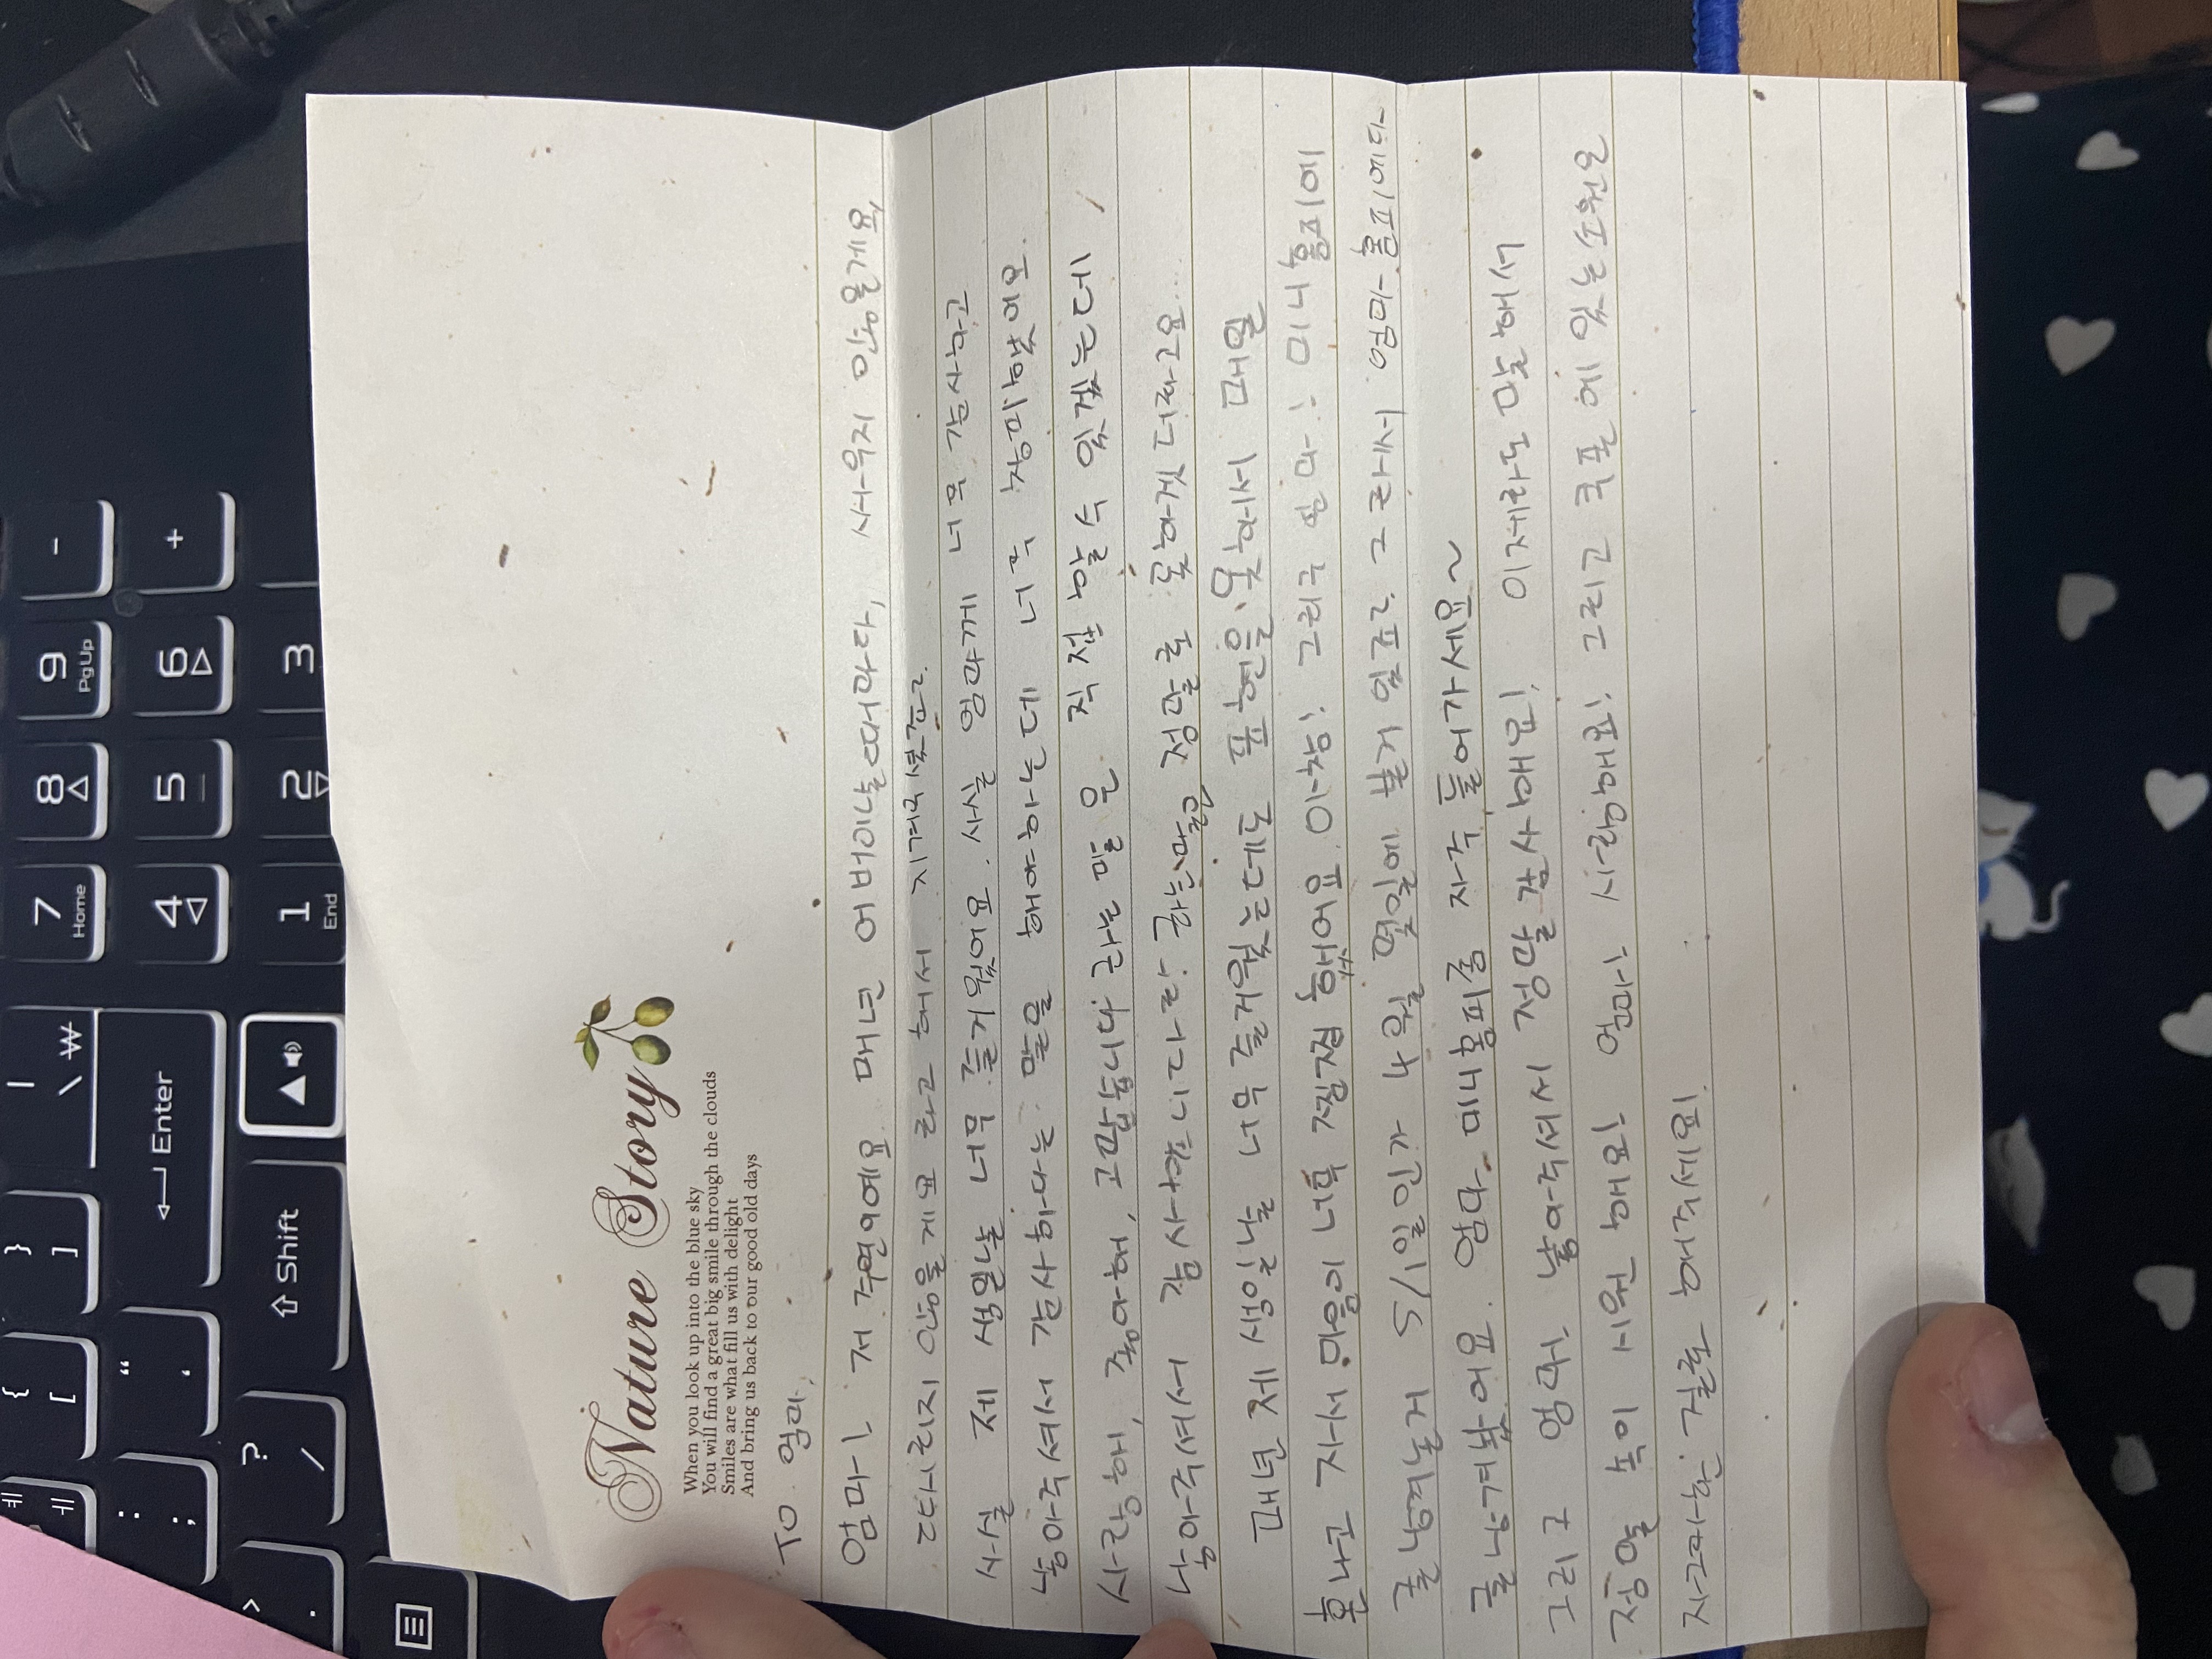 ㅖ
ㅔ
{
[
}
]
|
\ ₩
7
Home
8
9
PgUp
-
:
;
“
‘
Enter
4
5
6
+
>
.
?
/
Shift
1
End
2
3
Nature Story
When you look up into the blue sky
You will find a great big smile through the clouds
Smiles are what fill us with delight
And bring us back to our good old days
TO 엄마,
엄마! 저 주연이에요 매년 어버이날때마다, 싸우지 안을게요,
때리지 안을게요 라고 해서 지겨우셨죠?
사실 제 생일날 너무 즐거웠어요. 사실 엄마께 너무 감사하고
낳아주셔서 감사하다는 말을 해야하는데 너무 창피했어요.
사랑해, 좋아해, 고맙습니다 라는 말은 직접 할 수 있겠는데
낳아주셔서 감사합니다 라는 말은 정말로 못하겟더라고요...
매년 제 생일날 너무 즐거웠는데도 표현을 못해서 매일
혼나고 자서 마음이 너무 찜찜 했어요. 아참! 그리구 엄마! 미니홈피에
글 남겨논거 5/1일인가 4월 몇일에 쓴거 있죠? 그래서 엄마 홈피에다
글 남겨봤어요. 엄마 미니홈피좀 자주 들어가세요~
그리고 엄마! 낳아주셔서 정말 감사해요! 이제라도 말해서
정말 속이 시원 해요! 엄마! 사랑해요! 그리고 쿠폰에 있는 소원은
자그마한 걸로 해주세요!